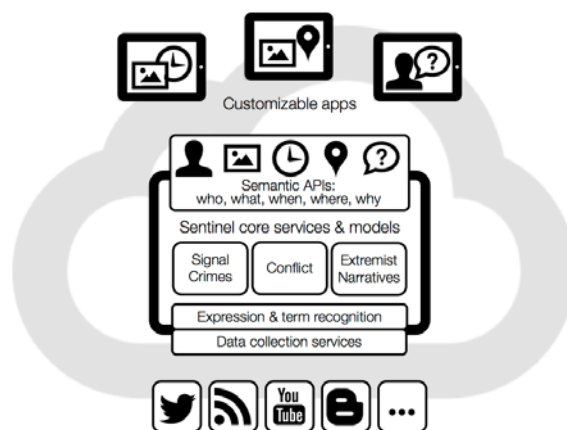 Customizable apps
Semantic APIs:
who, what, when, where, why
Sentinel core services & models
Signal
Crimes
Conflict
Extremist
Narratives
Expression & term recognition
Data collection services
You
Tube